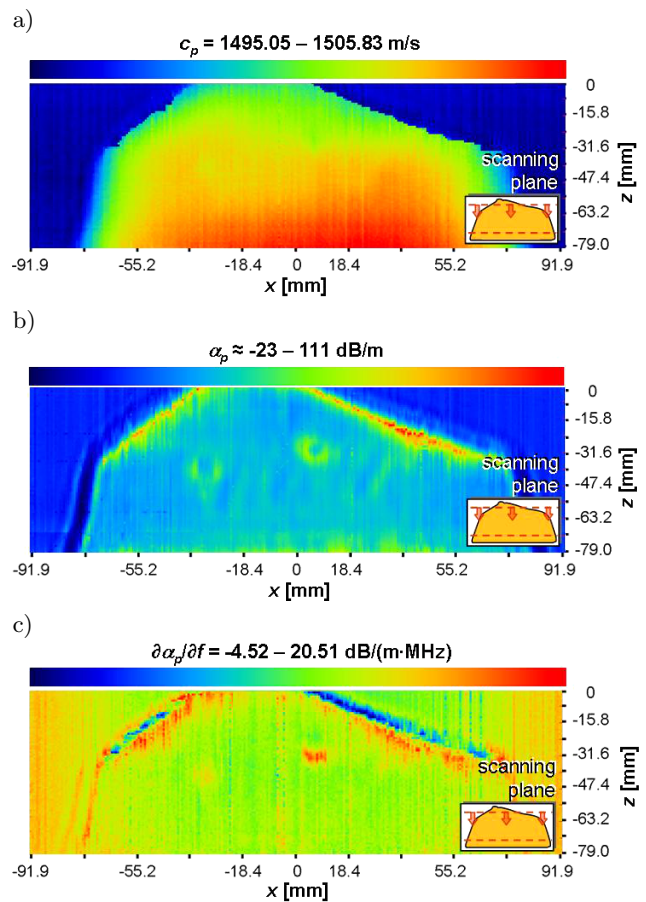 a)
cp = 1495.05 – 1505.83 m/s
0
-15.8
-31.6
-47.4
-63.2
-79.0
z [mm]
scanning
plane
-91.9 -55.2 -18.4 0 18.4 55.2 91.9
x [mm]
b)
αp ≈ -23 – 111 dB/m
0
-15.8
-31.6
-47.4
-63.2
-79.0
z [mm]
scanning
plane
-91.9 -55.2 -18.4 0 18.4 55.2 91.9
x [mm]
c)
∂αp/∂f = -4.52 – 20.51 dB/(m·MHz)
0
-15.8
-31.6
-47.4
-63.2
-79.0
z [mm]
scanning
plane
-91.9 -55.2 -18.4 0 18.4 55.2 91.9
x [mm]